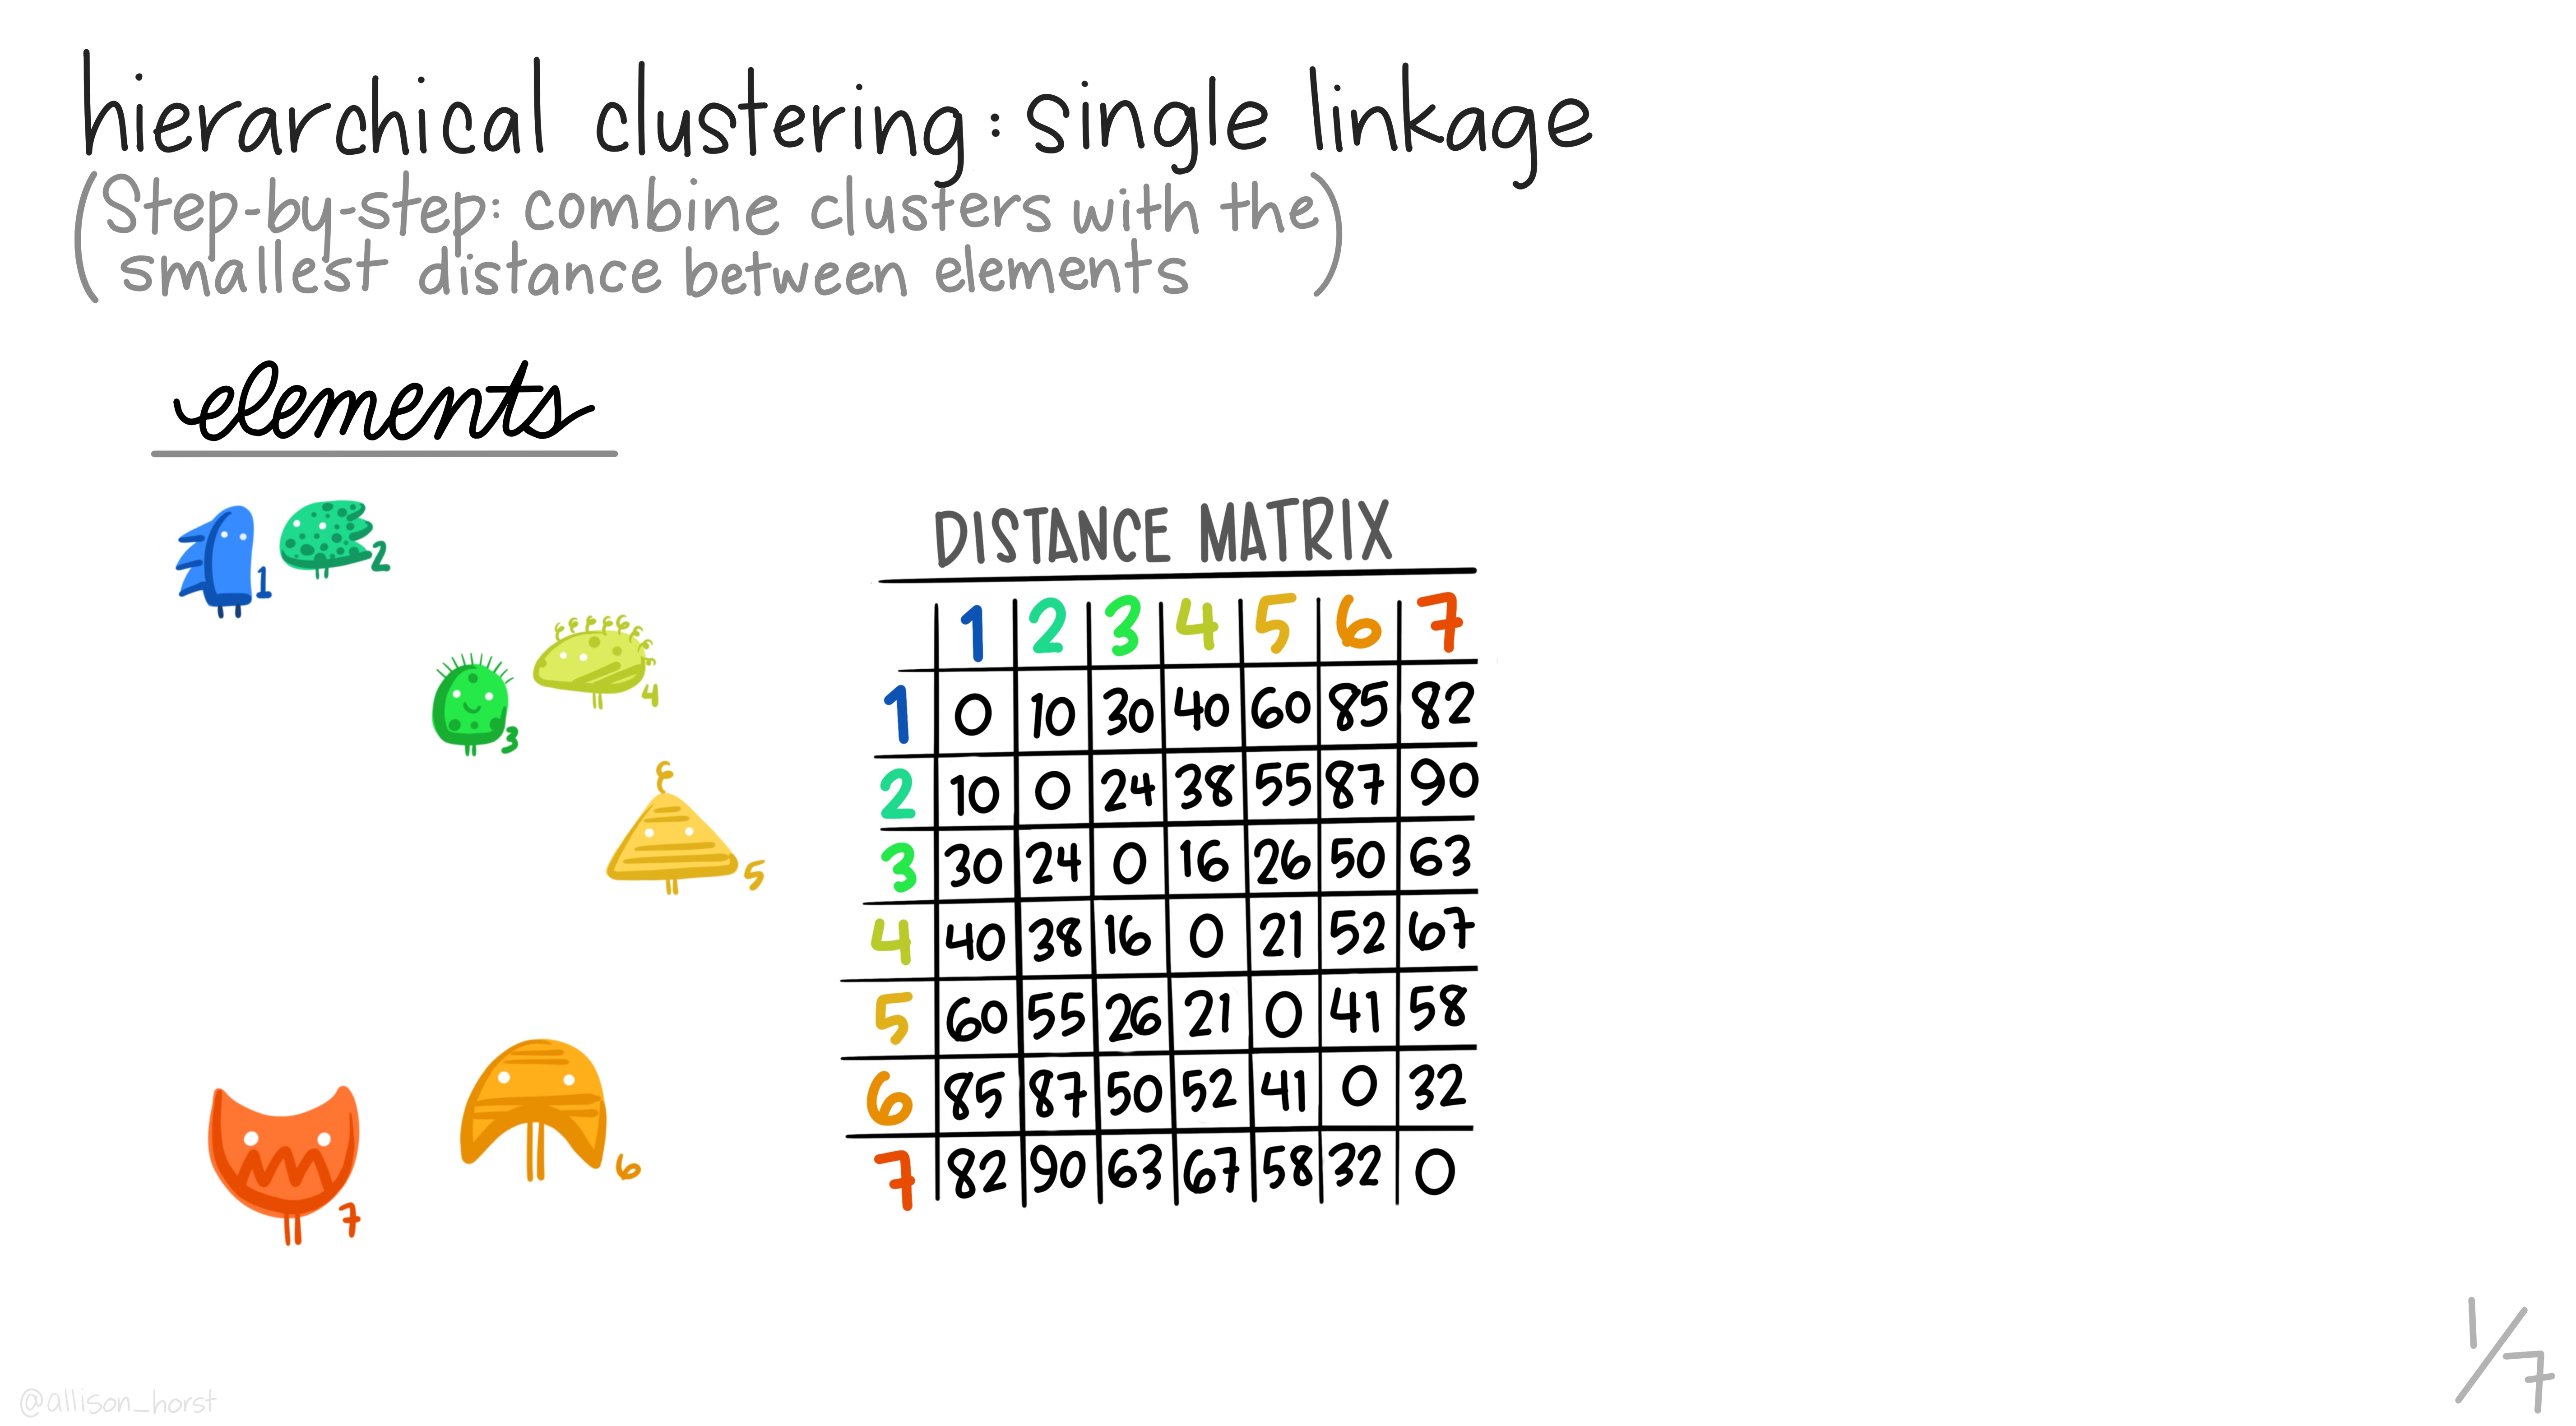 hierarchical clustering: single linkage
(Step-by-step: combine clusters with the
smallest distance between elements)
elements
1
2
3
4
5
6
7
DISTANCE MATRIX
1 2 3 4 5 6 7
1 0 10 30 40 60 85 82
2 10 0 24 38 55 87 90
3 30 24 0 16 26 50 63
4 40 38 16 0 21 52 67
5 60 55 26 21 0 41 58
6 85 87 50 52 41 0 32
7 82 90 63 67 58 32 0
1/7
@allison_horst